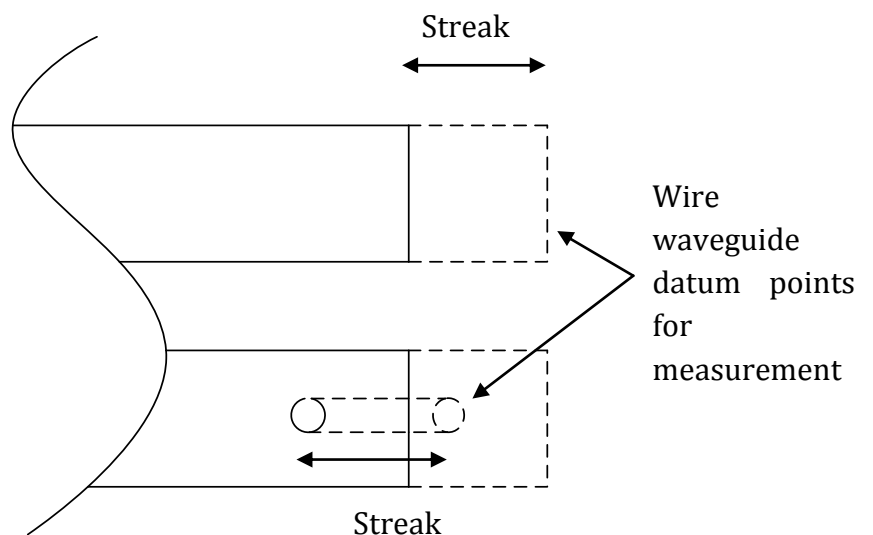 Streak
Wire
waveguide
datum points
for
measurement
Streak